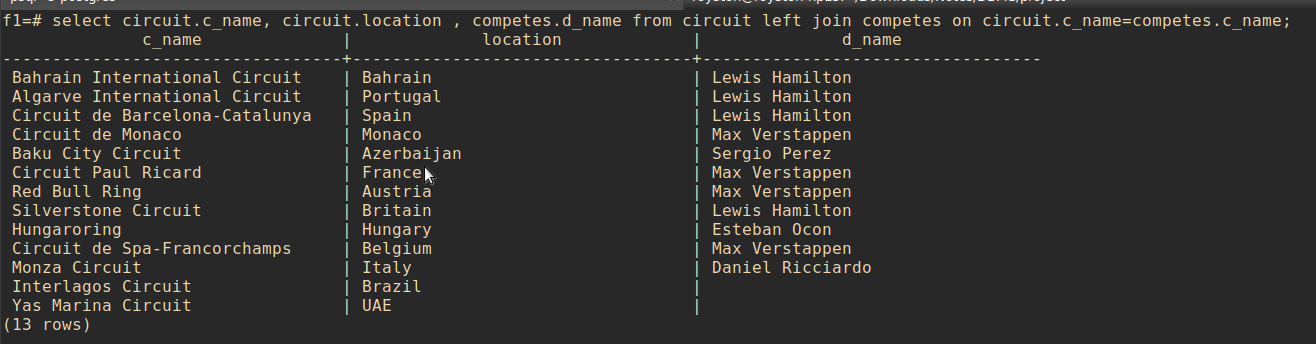 f1=# select circuit.c_name, circuit.location , competes.d_name from circuit left join competes on circuit.c_name=competes.c_name;
c_name | location | d_name
----------------------------------+----------------------------------+----------------------------------
Bahrain International Circuit | Bahrain | Lewis Hamilton
Algarve International Circuit | Portugal | Lewis Hamilton
Circuit de Barcelona-Catalunya | Spain | Lewis Hamilton
Circuit de Monaco | Monaco | Max Verstappen
Baku City Circuit | Azerbaijan | Sergio Perez
Circuit Paul Ricard | France | Max Verstappen
Red Bull Ring | Austria | Max Verstappen
Silverstone Circuit | Britain | Lewis Hamilton
Hungaroring | Hungary | Esteban Ocon
Circuit de Spa-Francorchamps | Belgium | Max Verstappen
Monza Circuit | Italy | Daniel Ricciardo
Interlagos Circuit | Brazil |
Yas Marina Circuit | UAE |
(13 rows)